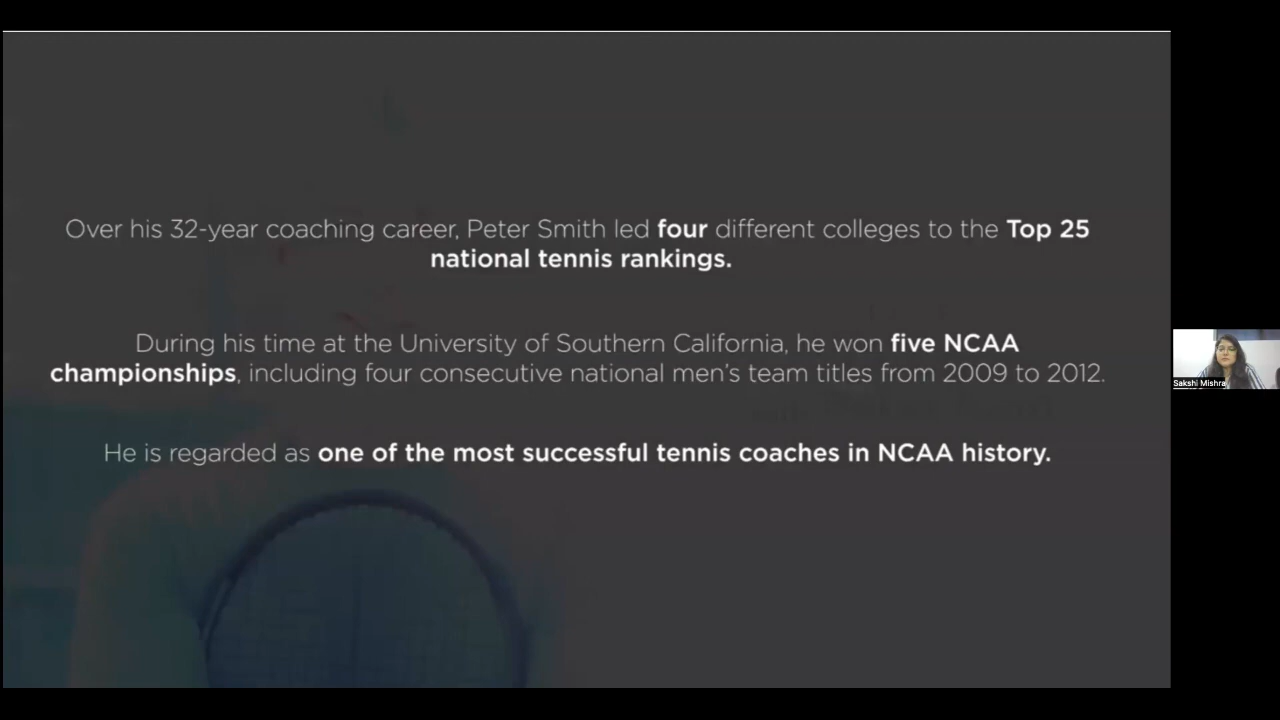 Over his 32-year coaching career, Peter Smith led four different colleges to the Top 25
national tennis rankings.
During his time at the University of Southern California, he won five NCAA
championships, including four consecutive national men's team titles from 2009 to 2012.
He is regarded as one of the most successful tennis coaches in NCAA history.
Sakshi Mishra